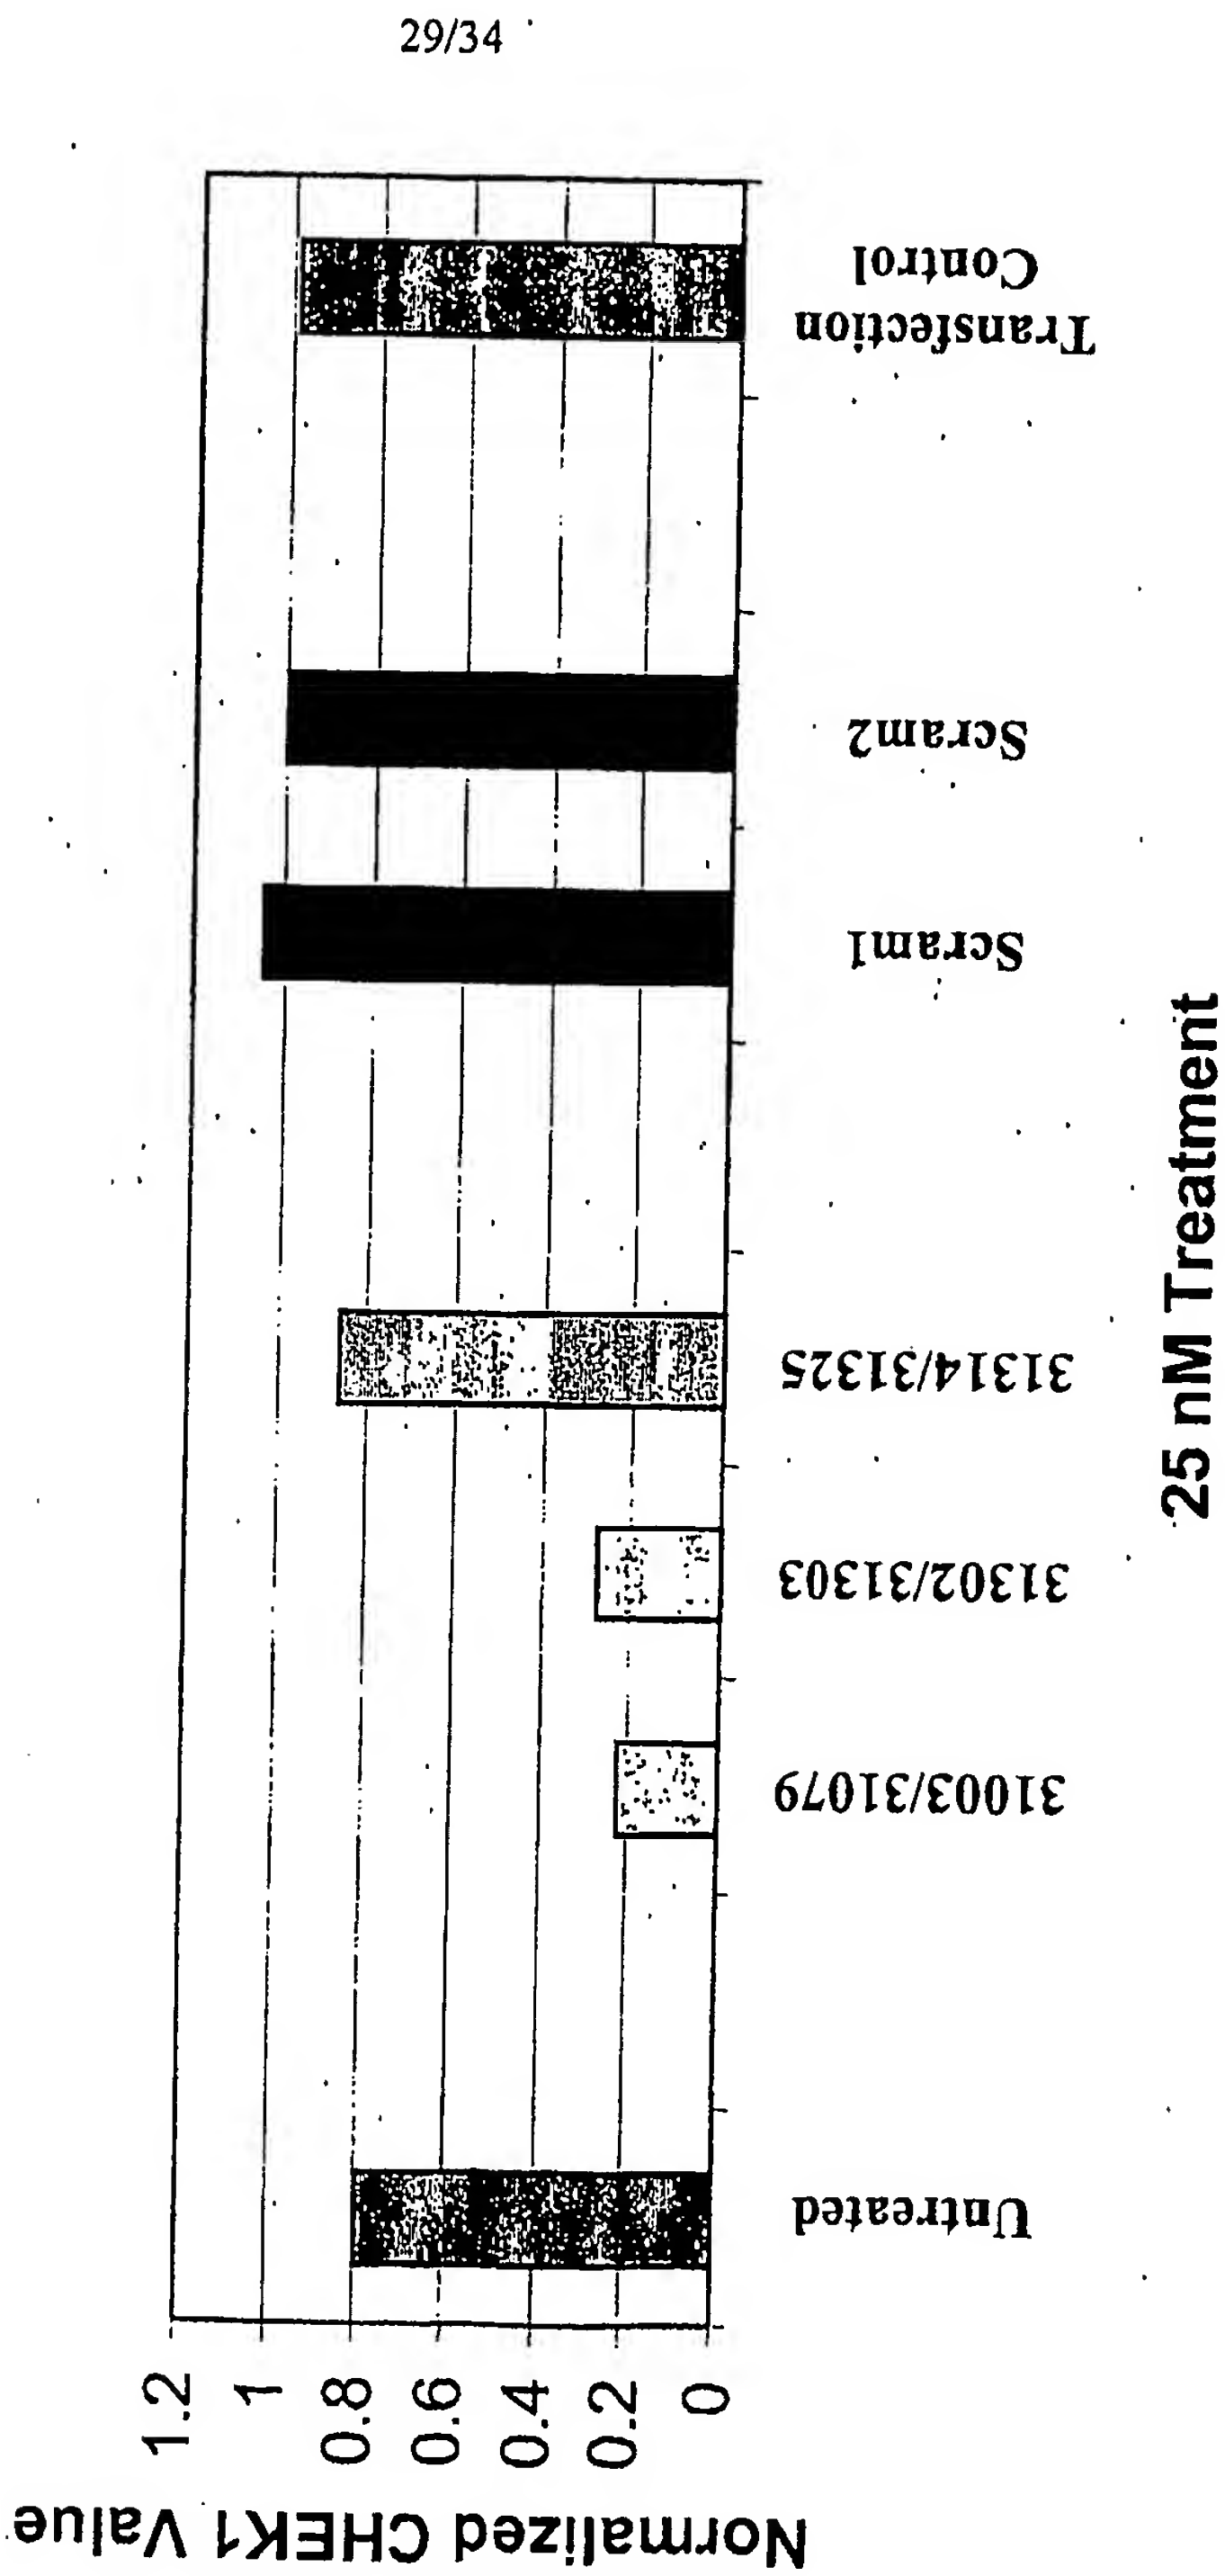 29/34
Normalized CHEK1 Value
1.2
1
0.8
0.6
0.4
0.2
0
Untreated
31003/31079
31302/31303
31314/31325
Scram1
Scram2
Transfection
Control
25 nM Treatment